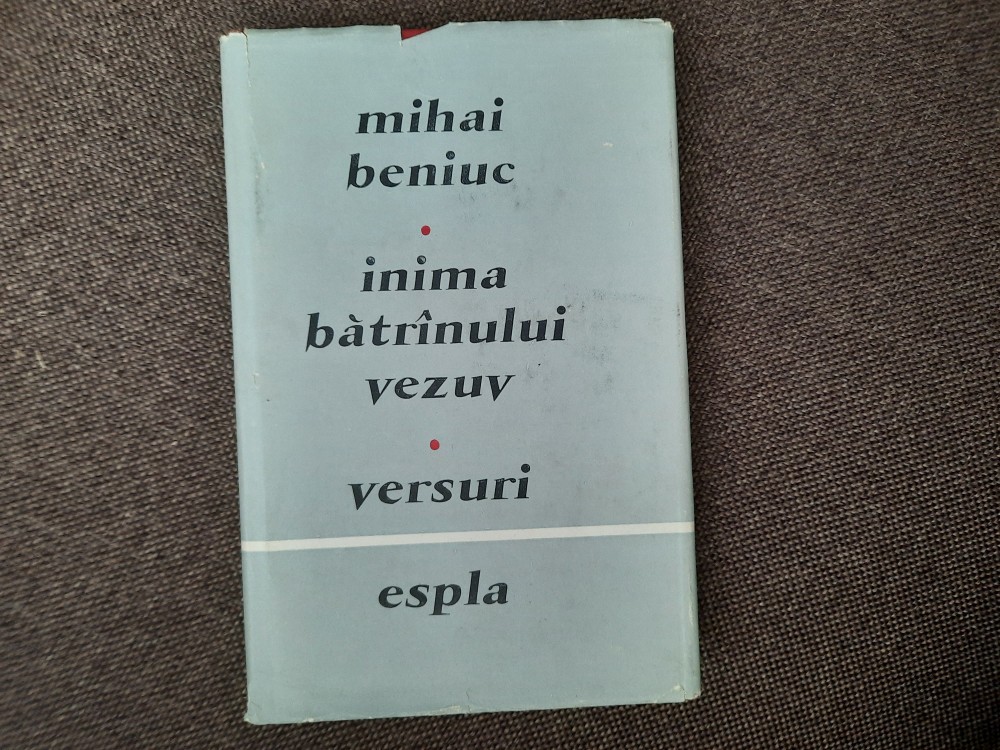 mihai
beniuc
inima
bàtrînului
vezuv
versuri
espla